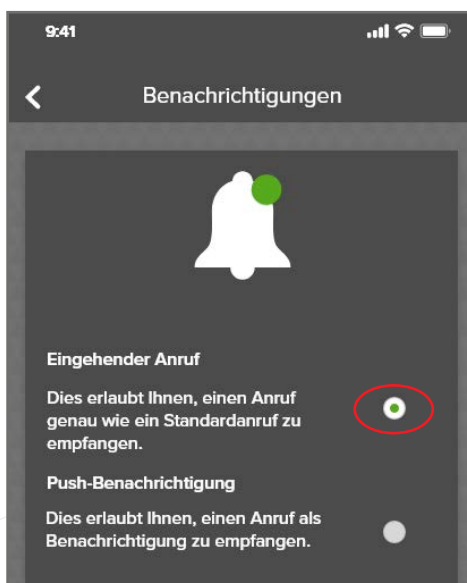 9:41
Benachrichtigungen
Eingehender Anruf
Dies erlaubt Ihnen, einen Anruf
genau wie ein Standardanruf zu
empfangen.
Push-Benachrichtigung
Dies erlaubt Ihnen, einen Anruf als
Benachrichtigung zu empfangen.